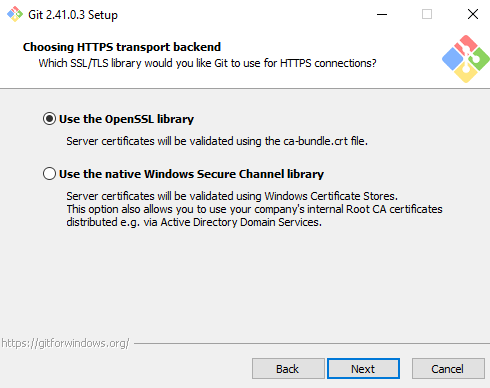 Git 2.41.0.3 Setup
Choosing HTTPS transport backend
Which SSL/TLS library would you like Git to use for HTTPS connections?
Use the OpenSSL library
Server certificates will be validated using the ca-bundle.crt file.
Use the native Windows Secure Channel library
Server certificates will be validated using Windows Certificate Stores.
This option also allows you to use your company's internal Root CA certificates
distributed e.g. via Active Directory Domain Services.
https://gitforwindows.org/
Back
Next
Cancel